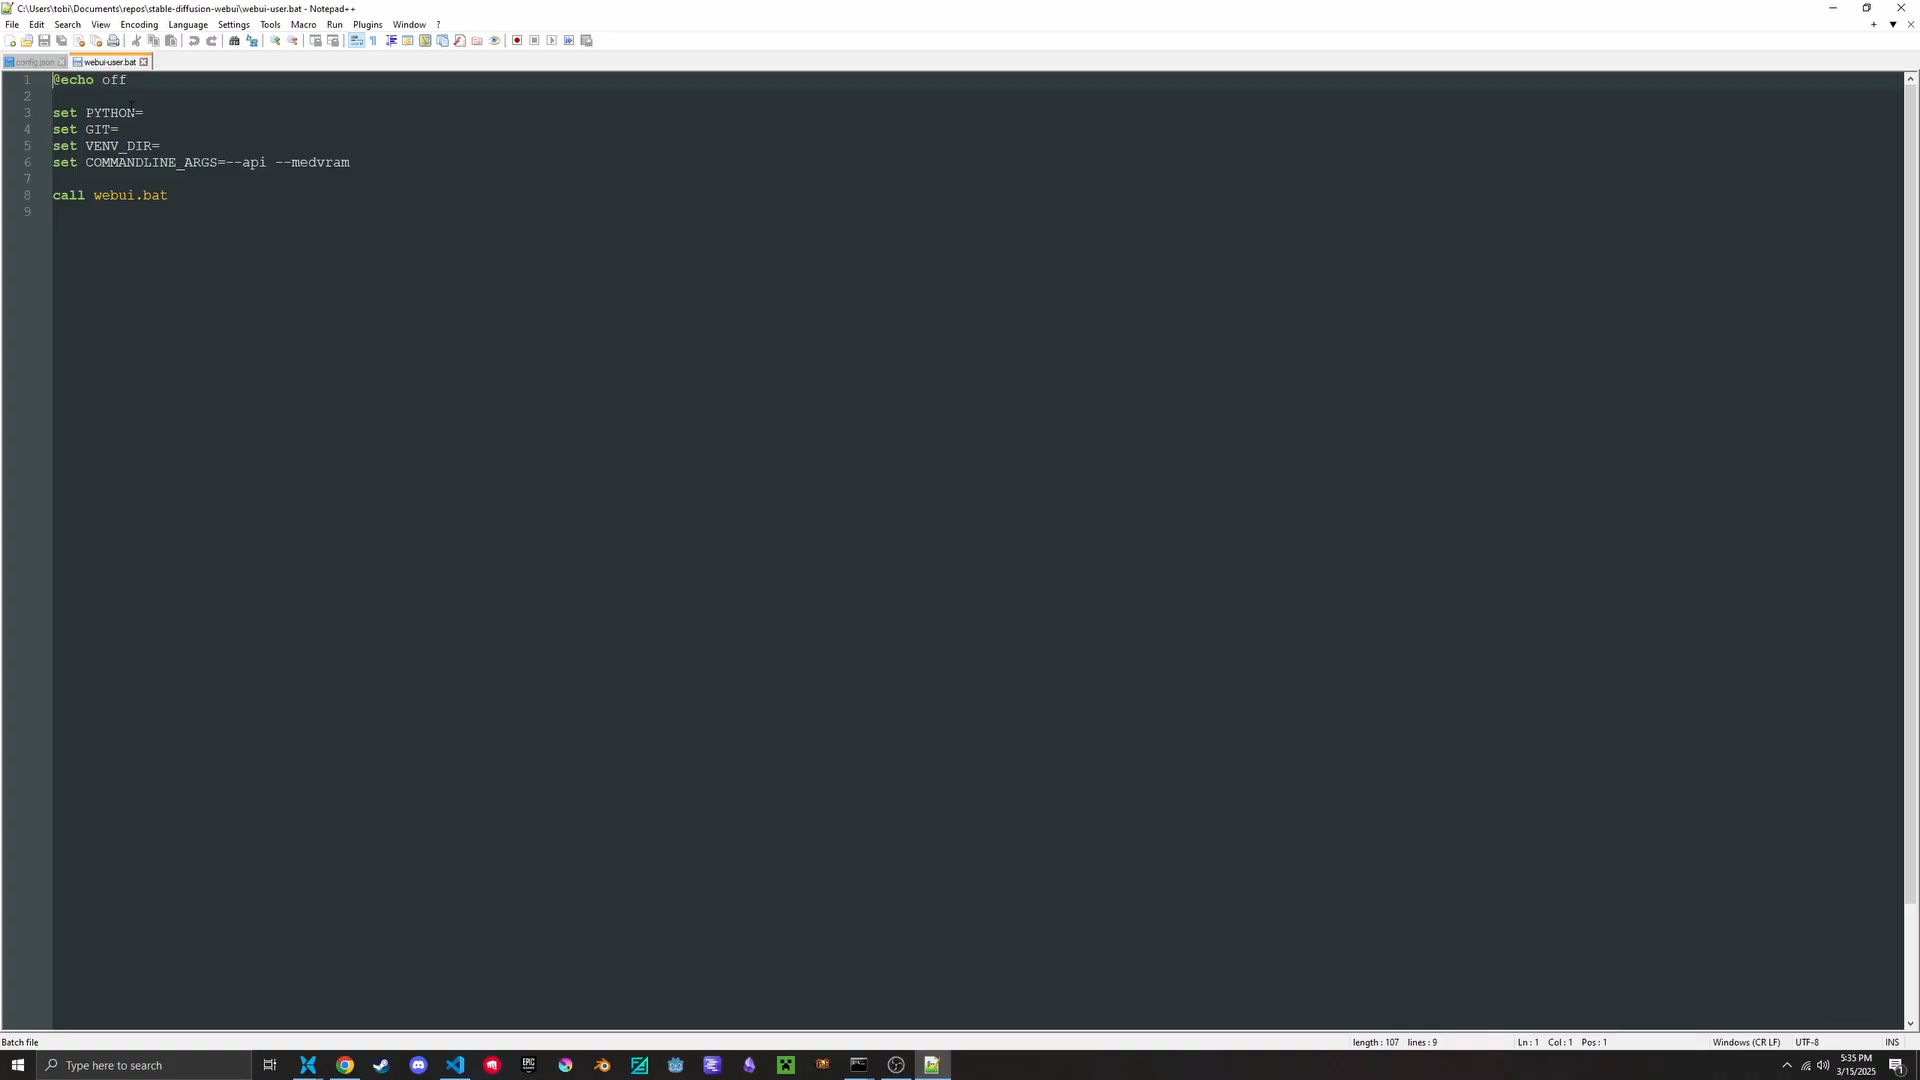 C:\Users\tobi\Documents\repos\stable-diffusion-webui\webui-user.bat - Notepad++
File Edit Search View Encoding Language Settings Tools Macro Run Plugins Window ?
config.json webui-user.bat
1 @echo off
2
3 set PYTHON=
4 set GIT=
5 set VENV_DIR=
6 set COMMANDLINE_ARGS=--api --medvram
7
8 call webui.bat
9
Batch file length : 107 lines : 9 Ln : 1 Col : 1 Pos : 1 Windows (CR LF) UTF-8 INS
Type here to search
EPIC
5:35 PM
3/15/2025